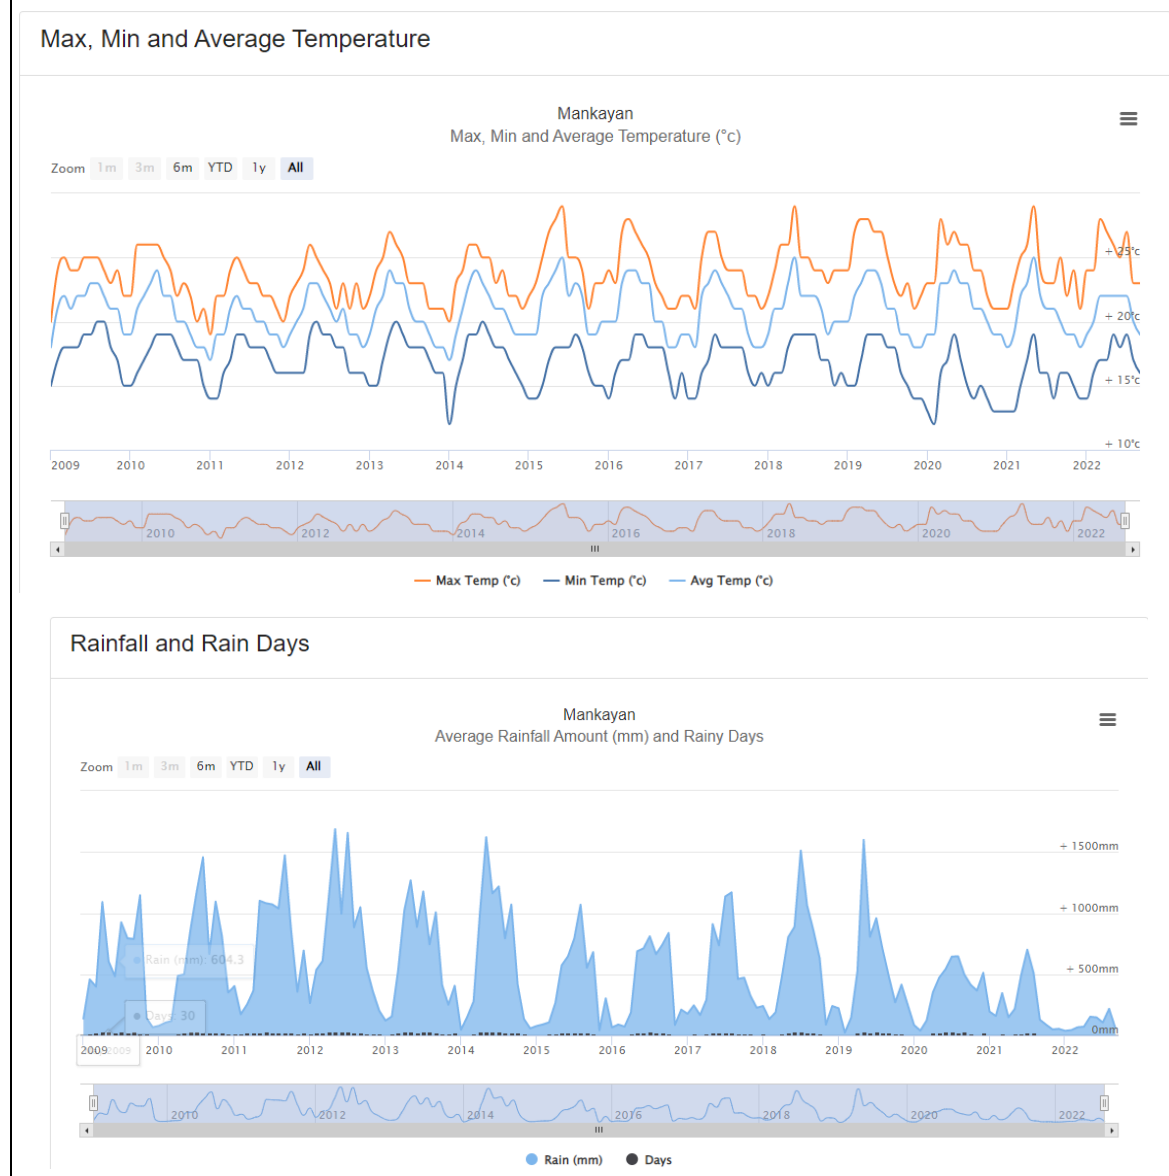 Max, Min and Average Temperature
Mankayan
Max, Min and Average Temperature (°c)
Zoom 1m 3m 6m YTD 1y All
+ 25°c
+ 20°c
+ 15°c
+ 10°c
2009 2010 2011 2012 2013 2014 2015 2016 2017 2018 2019 2020 2021 2022
2010 2012 2014 2016 2018 2020 2022
Max Temp (°c) Min Temp (°c) Avg Temp (°c)
Rainfall and Rain Days
Mankayan
Average Rainfall Amount (mm) and Rainy Days
Zoom 1m 3m 6m YTD 1y All
+ 1500mm
+ 1000mm
Rain (mm): 604.3
+ 500mm
Days: 30
0mm
2009 2009 2010 2011 2012 2013 2014 2015 2016 2017 2018 2019 2020 2021 2022
2010 2012 2014 2016 2018 2020 2022
Rain (mm) Days